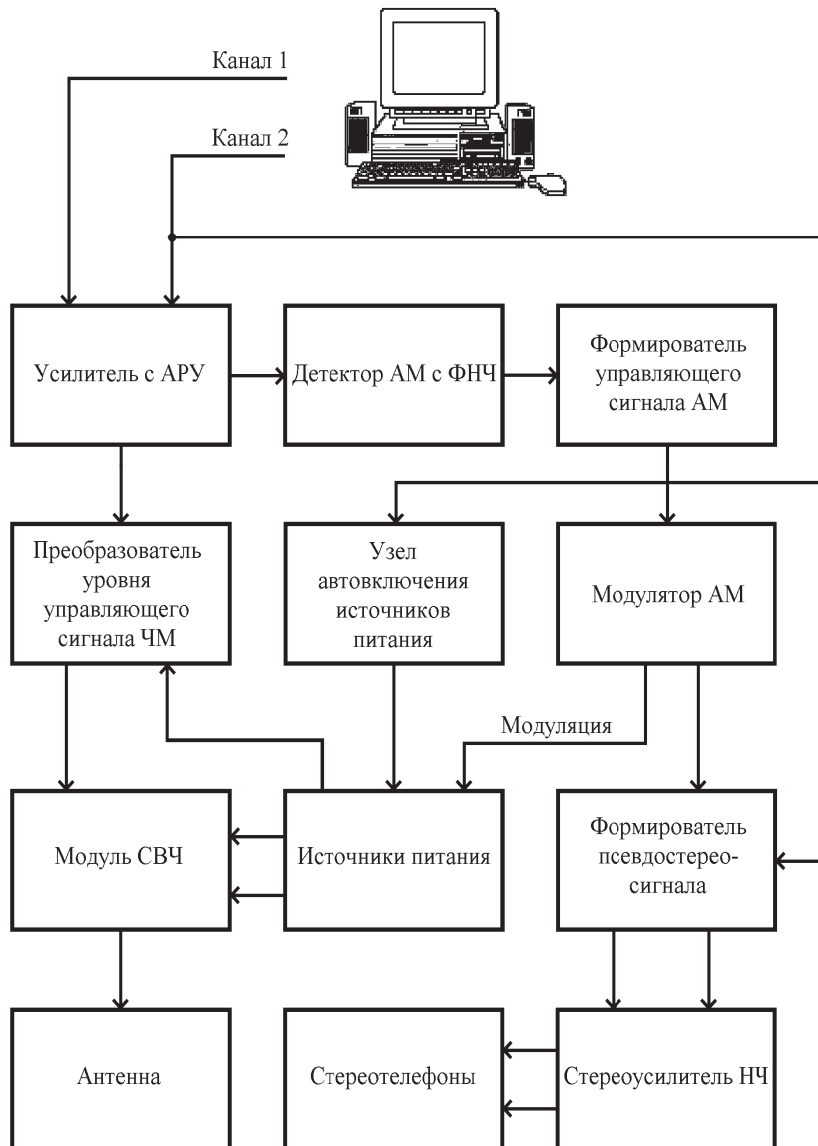 Канал 1
Канал 2
Усилитель с АРУ
Детектор АМ с ФНЧ
Формирователь
управляющего
сигнала АМ
Преобразователь
уровня
управляющего
сигнала ЧМ
Узел
автовключения
источников
питания
Модулятор АМ
Модуляция
Модуль СВЧ
Источники питания
Формирователь
псевдостерео-
сигнала
Антенна
Стереотелефоны
Стереоусилитель НЧ